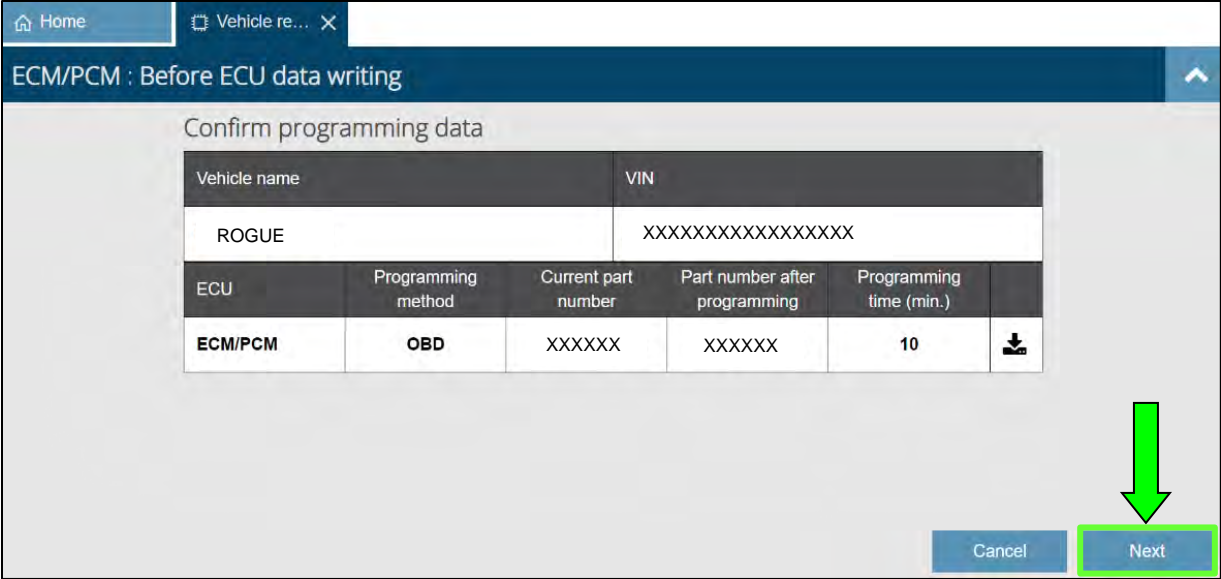 Home
Vehicle re...
ECM/PCM : Before ECU data writing
Confirm programming data
Vehicle name VIN
ROGUE XXXXXXXXXXXXXXXXX
ECU Programming method Current part number Part number after programming Programming time (min.)
ECM/PCM OBD XXXXXX XXXXXX 10
Cancel Next